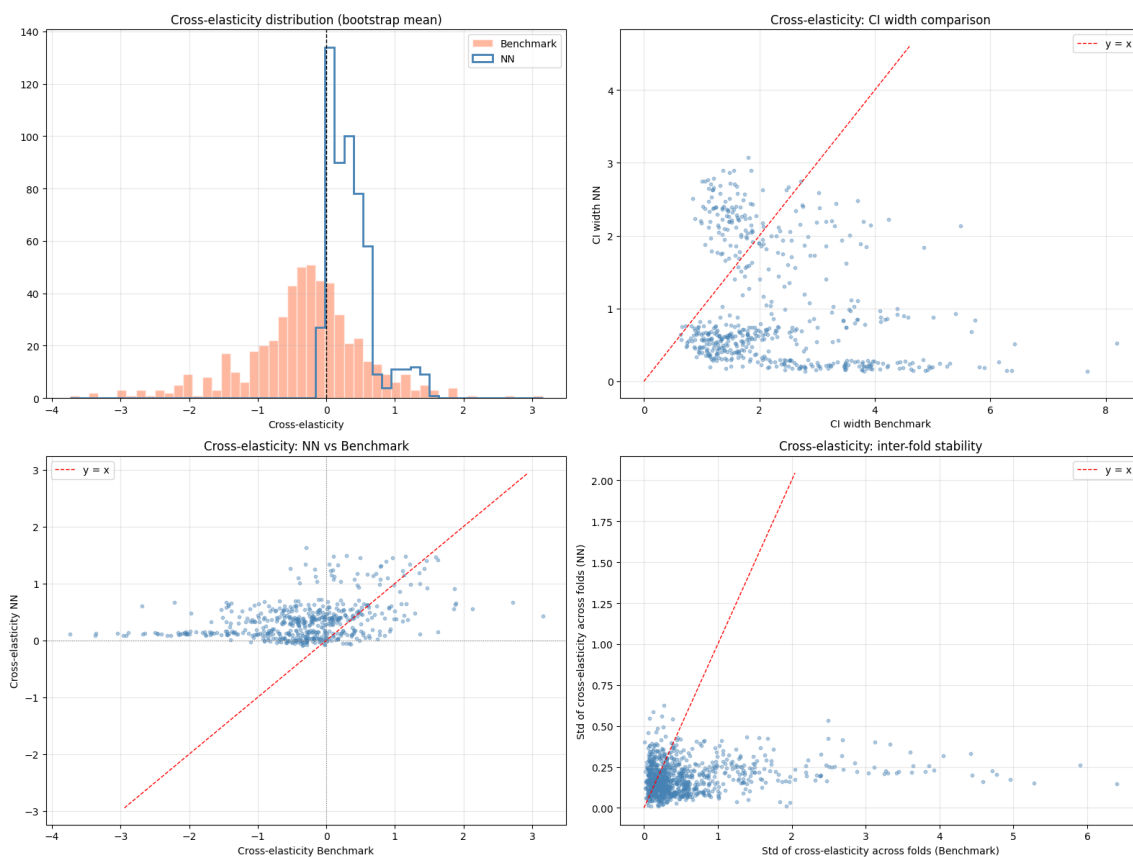 Cross-elasticity distribution (bootstrap mean)
Benchmark
NN
140
120
100
80
60
40
20
0
−4 −3 −2 −1 0 1 2 3
Cross-elasticity
Cross-elasticity: CI width comparison
y = x
CI width NN
4
3
2
1
0
0 2 4 6 8
CI width Benchmark
Cross-elasticity: NN vs Benchmark
y = x
Cross-elasticity NN
3
2
1
0
−1
−2
−3
−4 −3 −2 −1 0 1 2 3
Cross-elasticity Benchmark
Cross-elasticity: inter-fold stability
y = x
Std of cross-elasticity across folds (NN)
2.00
1.75
1.50
1.25
1.00
0.75
0.50
0.25
0.00
0 1 2 3 4 5 6
Std of cross-elasticity across folds (Benchmark)